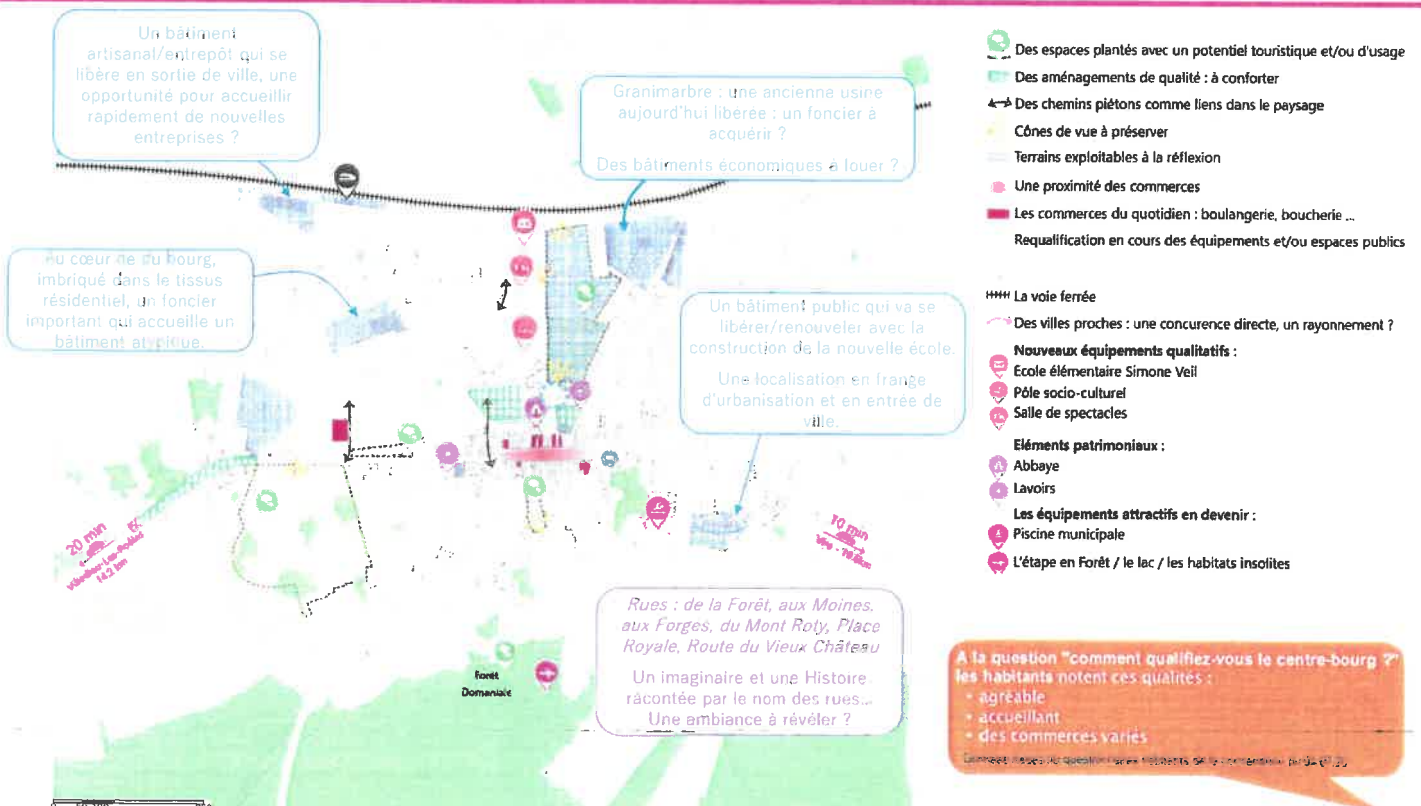 Un bâtiment
artisanal/entrepôt qui se
libère en sortie de ville, une
opportunité pour accueillir
rapidement de nouvelles
entreprises ?
Granimarbre : une ancienne usine
aujourd'hui libérée : un foncier à
acquérir ?
Des bâtiments économiques à louer ?
Au cœur de du bourg,
imbriqué dans le tissus
résidentiel, un foncier
important qui accueille un
bâtiment atypique.
Un bâtiment public qui va se
libérer/renouveler avec la
construction de la nouvelle école.
Une localisation en frange
d'urbanisation et en entrée de
ville.
20 min
14,2 km
10 min
Rues : de la Forêt, aux Moines,
aux Forges, du Mont Roty, Place
Royale, Route du Vieux Château
Un imaginaire et une Histoire
racontée par le nom des rues...
Une ambiance à révéler ?
Forêt
Domaniale
Des espaces plantés avec un potentiel touristique et/ou d'usage
Des aménagements de qualité : à conforter
Des chemins piétons comme liens dans le paysage
Cônes de vue à préserver
Terrains exploitables à la réflexion
Une proximité des commerces
Les commerces du quotidien : boulangerie, boucherie ...
Requalification en cours des équipements et/ou espaces publics
La voie ferrée
Des villes proches : une concurence directe, un rayonnement ?
Nouveaux équipements qualitatifs :
Ecole élémentaire Simone Veil
Pôle socio-culturel
Salle de spectacles
Eléments patrimoniaux :
Abbaye
Lavoirs
Les équipements attractifs en devenir :
Piscine municipale
L'étape en Forêt / le lac / les habitats insolites
A la question "comment qualifiez-vous le centre-bourg ?"
les habitants notent ces qualités :
• agréable
• accueillant
• des commerces variés